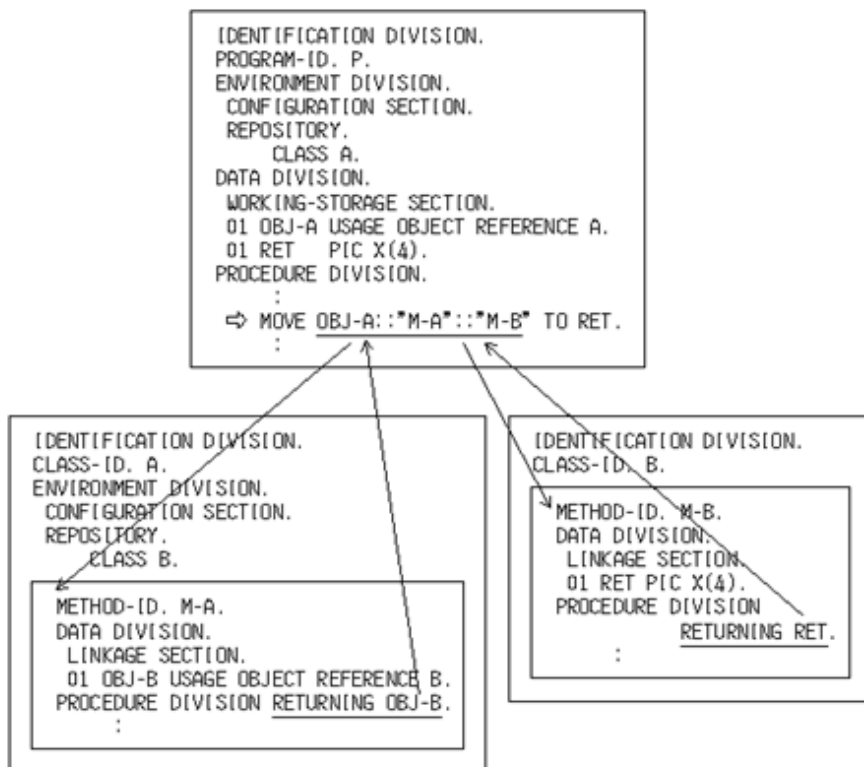 IDENTIFICATION DIVISION.
PROGRAM-ID. P.
ENVIRONMENT DIVISION.
CONFIGURATION SECTION.
REPOSITORY.
CLASS A.
DATA DIVISION.
WORKING-STORAGE SECTION.
01 OBJ-A USAGE OBJECT REFERENCE A.
01 RET PIC X(4).
PROCEDURE DIVISION.
:
⇨ MOVE OBJ-A::"M-A"::"M-B" TO RET.
:
IDENTIFICATION DIVISION.
CLASS-ID. A.
ENVIRONMENT DIVISION.
CONFIGURATION SECTION.
REPOSITORY.
CLASS B.
METHOD-ID. M-A.
DATA DIVISION.
LINKAGE SECTION.
01 OBJ-B USAGE OBJECT REFERENCE B.
PROCEDURE DIVISION RETURNING OBJ-B.
:
IDENTIFICATION DIVISION.
CLASS-ID. B.
METHOD-ID. M-B.
DATA DIVISION.
LINKAGE SECTION.
01 RET PIC X(4).
PROCEDURE DIVISION
RETURNING RET.
: